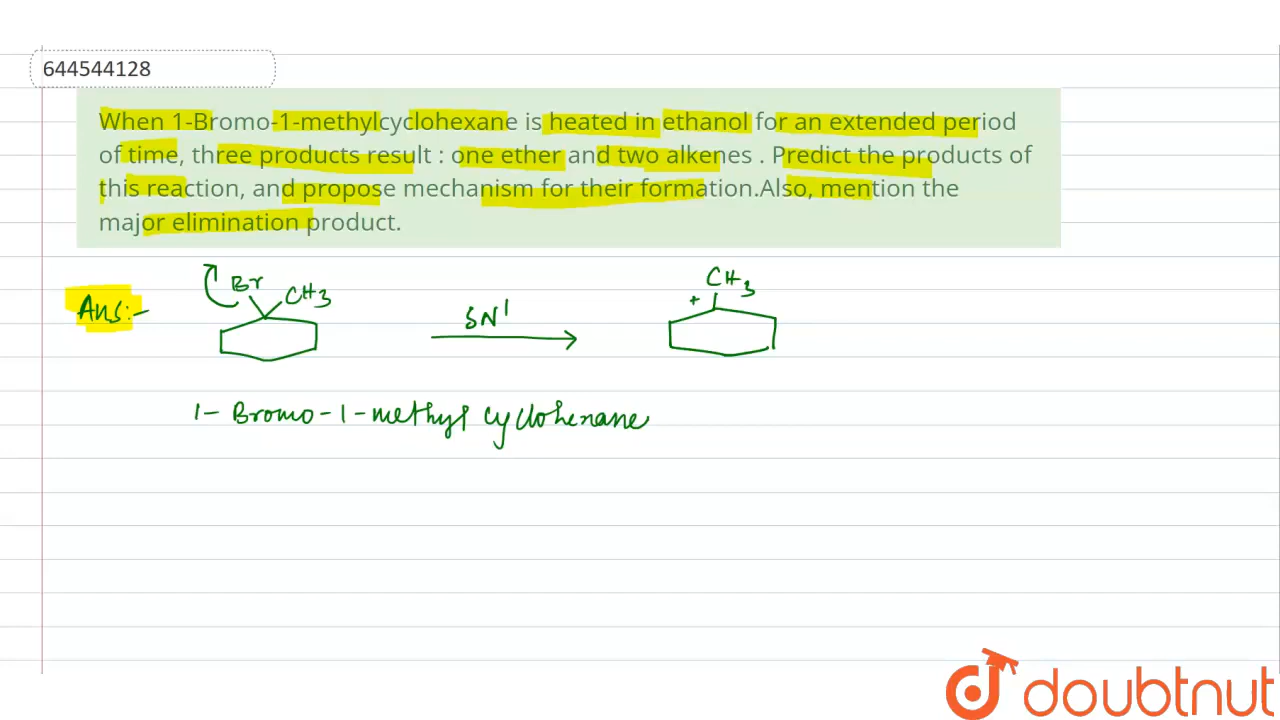 644544128
When 1-Bromo-1-methylcyclohexane is heated in ethanol for an extended period
of time, three products result : one ether and two alkenes . Predict the products of
this reaction, and propose mechanism for their formation.Also, mention the
major elimination product.
Ans:-
Br
CH3
SN1
CH3
+
1- Bromo-1-methyl cyclohexane
doubtnut